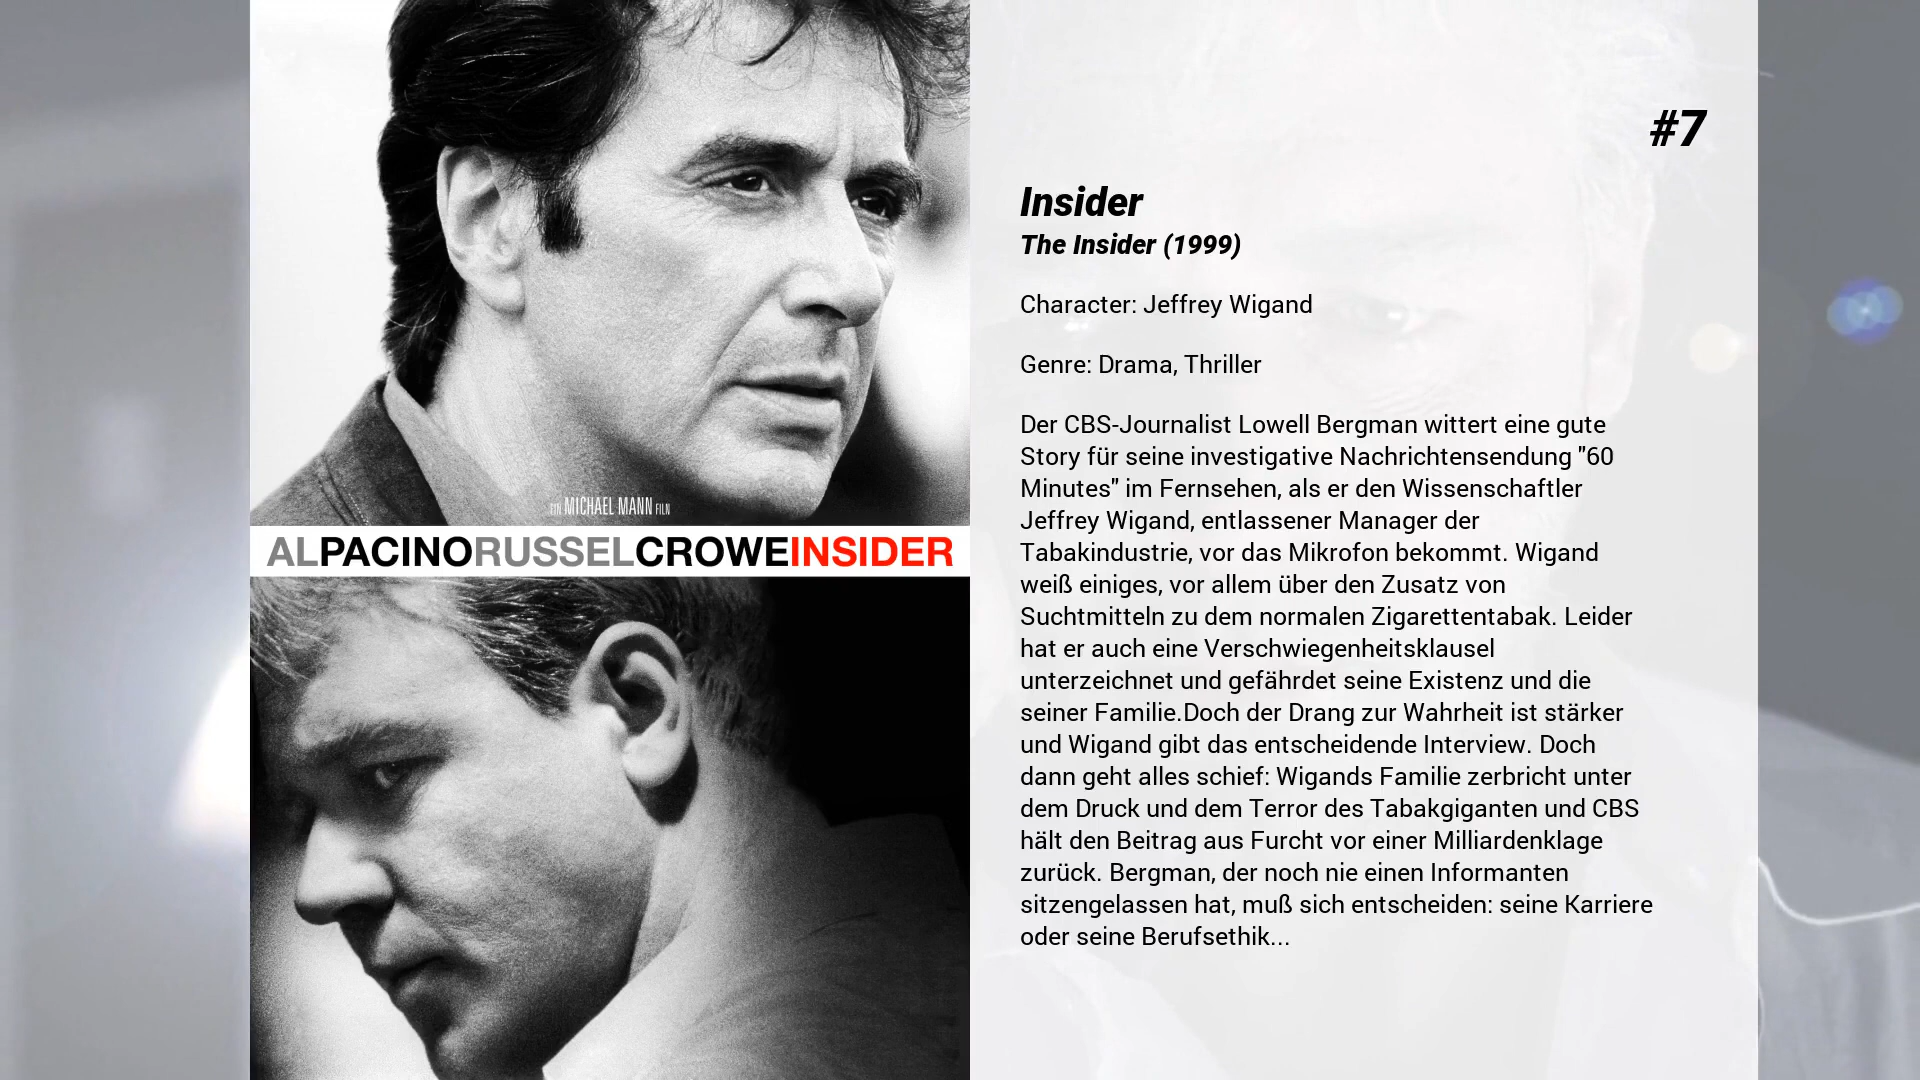 EIN MICHAEL MANN FILM
ALPACINORUSSELCROWEINSIDER
#7
Insider
The Insider (1999)
Character: Jeffrey Wigand
Genre: Drama, Thriller
Der CBS-Journalist Lowell Bergman wittert eine gute
Story für seine investigative Nachrichtensendung "60
Minutes" im Fernsehen, als er den Wissenschaftler
Jeffrey Wigand, entlassener Manager der
Tabakindustrie, vor das Mikrofon bekommt. Wigand
weiß einiges, vor allem über den Zusatz von
Suchtmitteln zu dem normalen Zigarettentabak. Leider
hat er auch eine Verschwiegenheitsklausel
unterzeichnet und gefährdet seine Existenz und die
seiner Familie.Doch der Drang zur Wahrheit ist stärker
und Wigand gibt das entscheidende Interview. Doch
dann geht alles schief: Wigands Familie zerbricht unter
dem Druck und dem Terror des Tabakgiganten und CBS
hält den Beitrag aus Furcht vor einer Milliardenklage
zurück. Bergman, der noch nie einen Informanten
sitzengelassen hat, muß sich entscheiden: seine Karriere
oder seine Berufsethik...